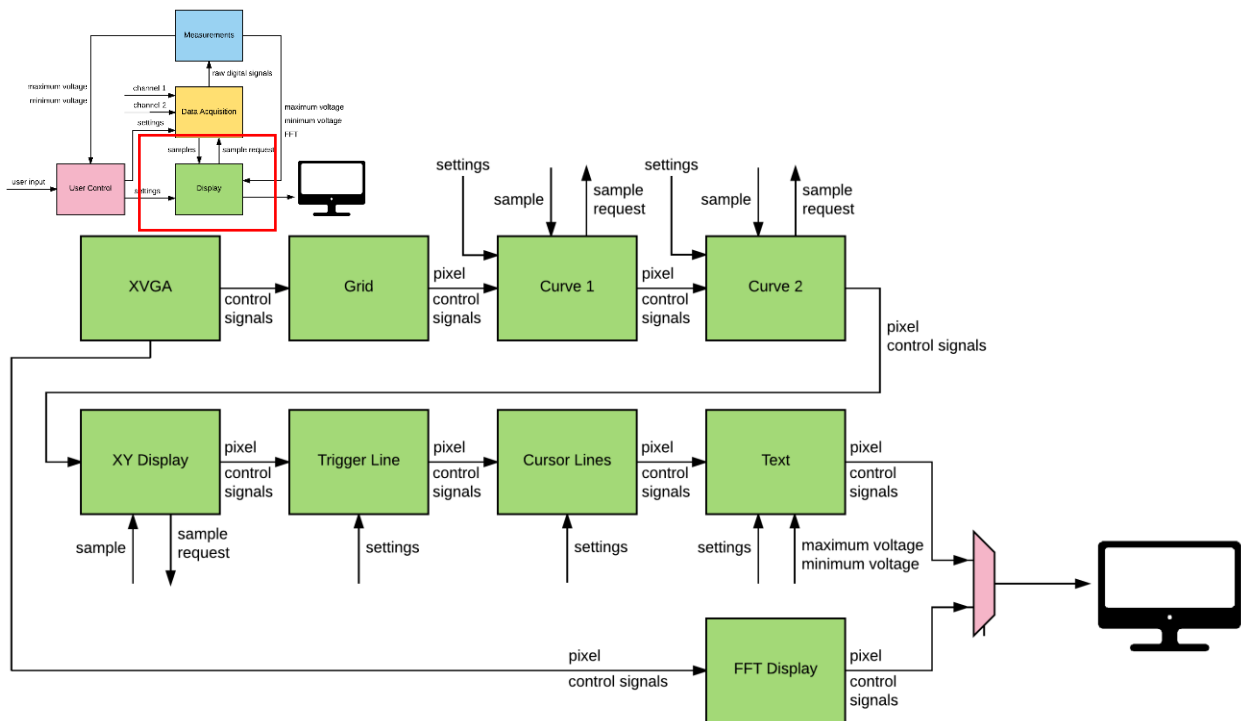 Measurements
raw digital signals
maximum voltage
minimum voltage
channel 1
channel 2
Data Acquisition
settings
maximum voltage
minimum voltage
FFT
samples
sample request
user input
User Control
settings
Display
settings
sample
sample
request
settings
sample
sample
request
XVGA
control
signals
Grid
pixel
control
signals
Curve 1
pixel
control
signals
Curve 2
pixel
control signals
XY Display
pixel
control
signals
Trigger Line
pixel
control
signals
Cursor Lines
pixel
control
signals
Text
pixel
control
signals
sample
sample
request
settings
settings
settings
maximum voltage
minimum voltage
pixel
control signals
FFT Display
pixel
control
signals